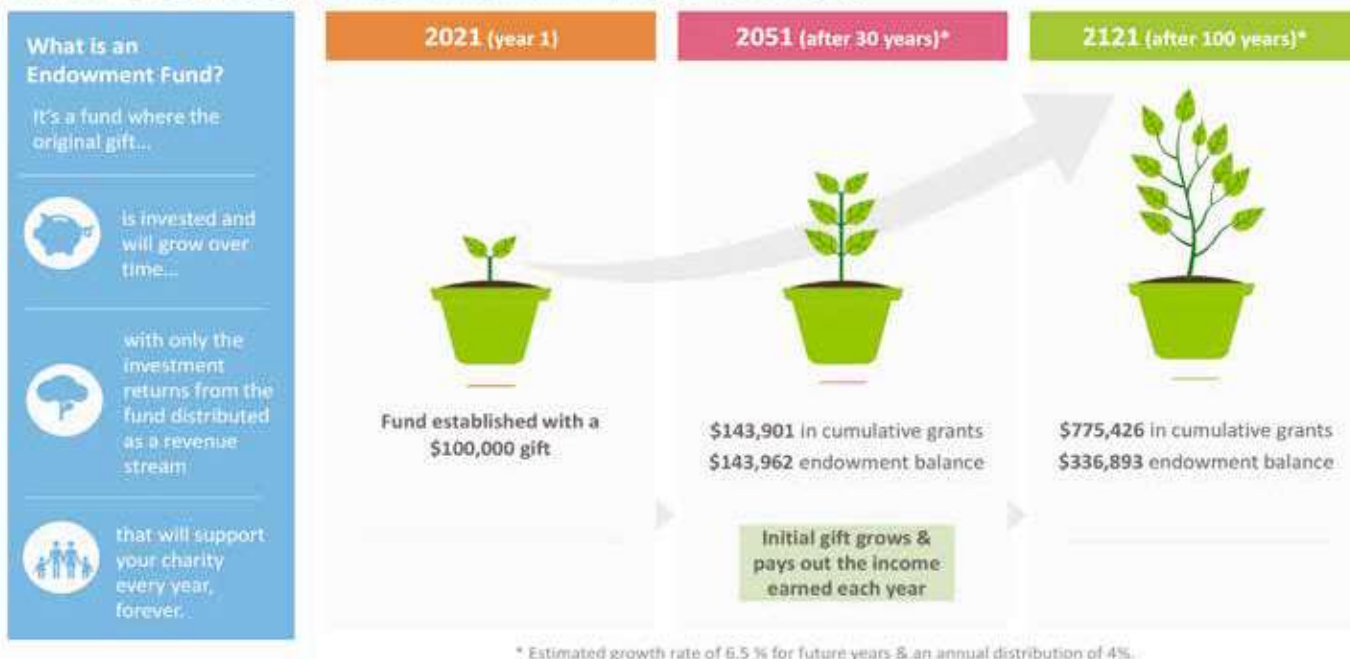 What is an
Endowment Fund?
It's a fund where the
original gift...
is invested and
will grow over
time...
with only the
investment
returns from the
fund distributed
as a revenue
stream
that will support
your charity
every year,
forever.
2021 (year 1)
Fund established with a
$100,000 gift
2051 (after 30 years)*
$143,901 in cumulative grants
$143,962 endowment balance
Initial gift grows &
pays out the income
earned each year
2121 (after 100 years)*
$775,426 in cumulative grants
$336,893 endowment balance
* Estimated growth rate of 6.5 % for future years & an annual distribution of 4%.